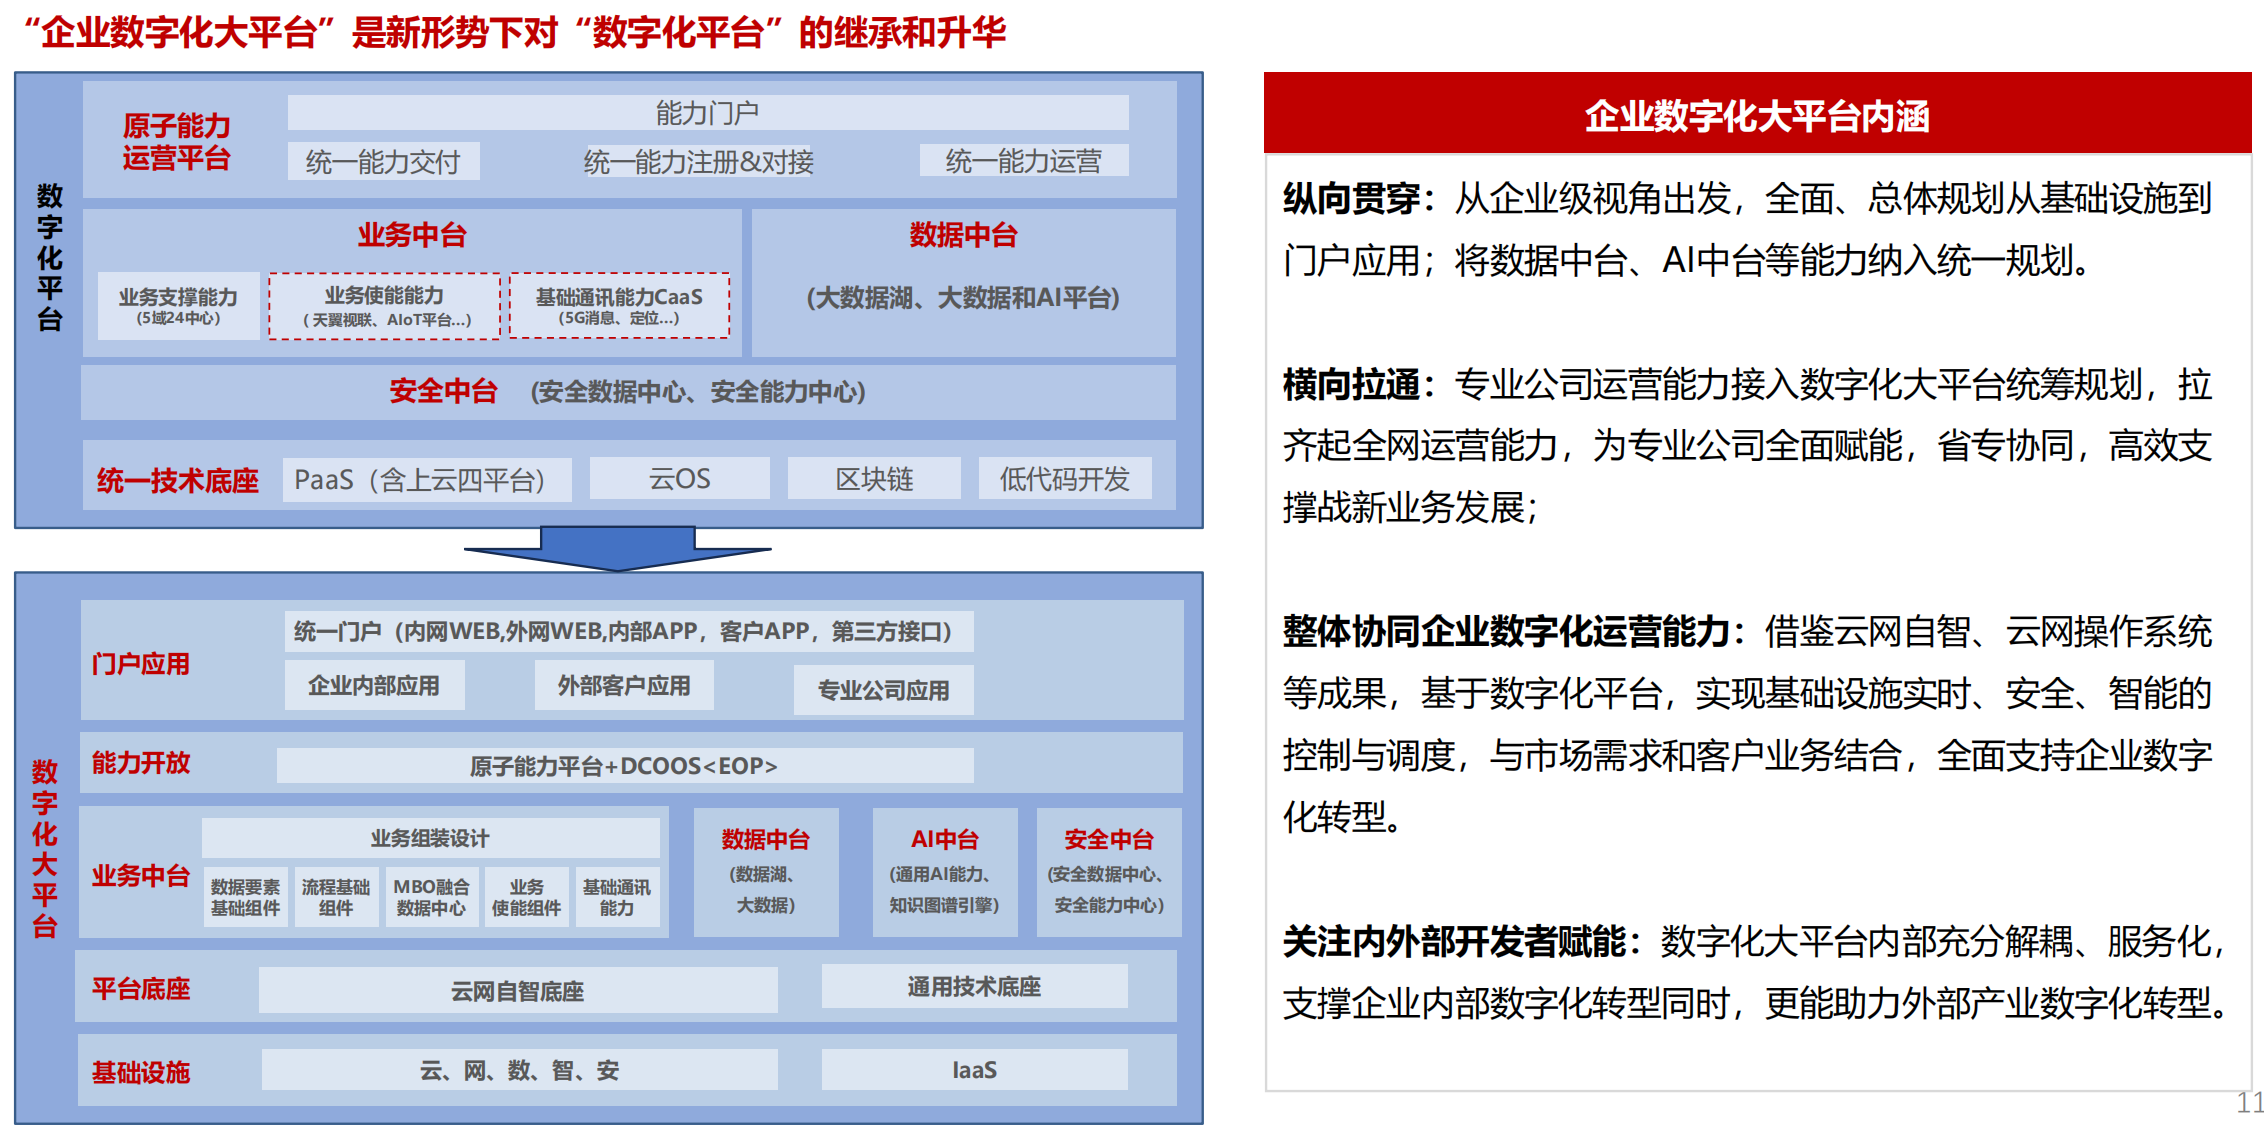 “企业数字化大平台”是新形势下对“数字化平台”的继承和升华
数字化平台
原子能力
运营平台
能力门户
统一能力交付
统一能力注册&对接
统一能力运营
业务中台
业务支撑能力
(5域24中心)
业务使能能力
( 天翼视联、AIoT平台...)
基础通讯能力CaaS
(5G消息、定位...)
数据中台
(大数据湖、大数据和AI平台)
安全中台 (安全数据中心、安全能力中心)
统一技术底座
PaaS（含上云四平台）
云OS
区块链
低代码开发
数字化大平台
门户应用
统一门户（内网WEB,外网WEB,内部APP，客户APP，第三方接口）
企业内部应用
外部客户应用
专业公司应用
能力开放
原子能力平台+DCOOS<EOP>
业务中台
业务组装设计
数据要素
基础组件
流程基础
组件
MBO融合
数据中心
业务
使能组件
基础通讯
能力
数据中台
(数据湖、
大数据)
AI中台
(通用AI能力、
知识图谱引擎)
安全中台
(安全数据中心、
安全能力中心)
平台底座
云网自智底座
通用技术底座
基础设施
云、网、数、智、安
IaaS
企业数字化大平台内涵
纵向贯穿：从企业级视角出发，全面、总体规划从基础设施到
门户应用；将数据中台、AI中台等能力纳入统一规划。
横向拉通：专业公司运营能力接入数字化大平台统筹规划，拉
齐起全网运营能力，为专业公司全面赋能，省专协同，高效支
撑战新业务发展；
整体协同企业数字化运营能力：借鉴云网自智、云网操作系统
等成果，基于数字化平台，实现基础设施实时、安全、智能的
控制与调度，与市场需求和客户业务结合，全面支持企业数字
化转型。
关注内外部开发者赋能：数字化大平台内部充分解耦、服务化，
支撑企业内部数字化转型同时，更能助力外部产业数字化转型。
11